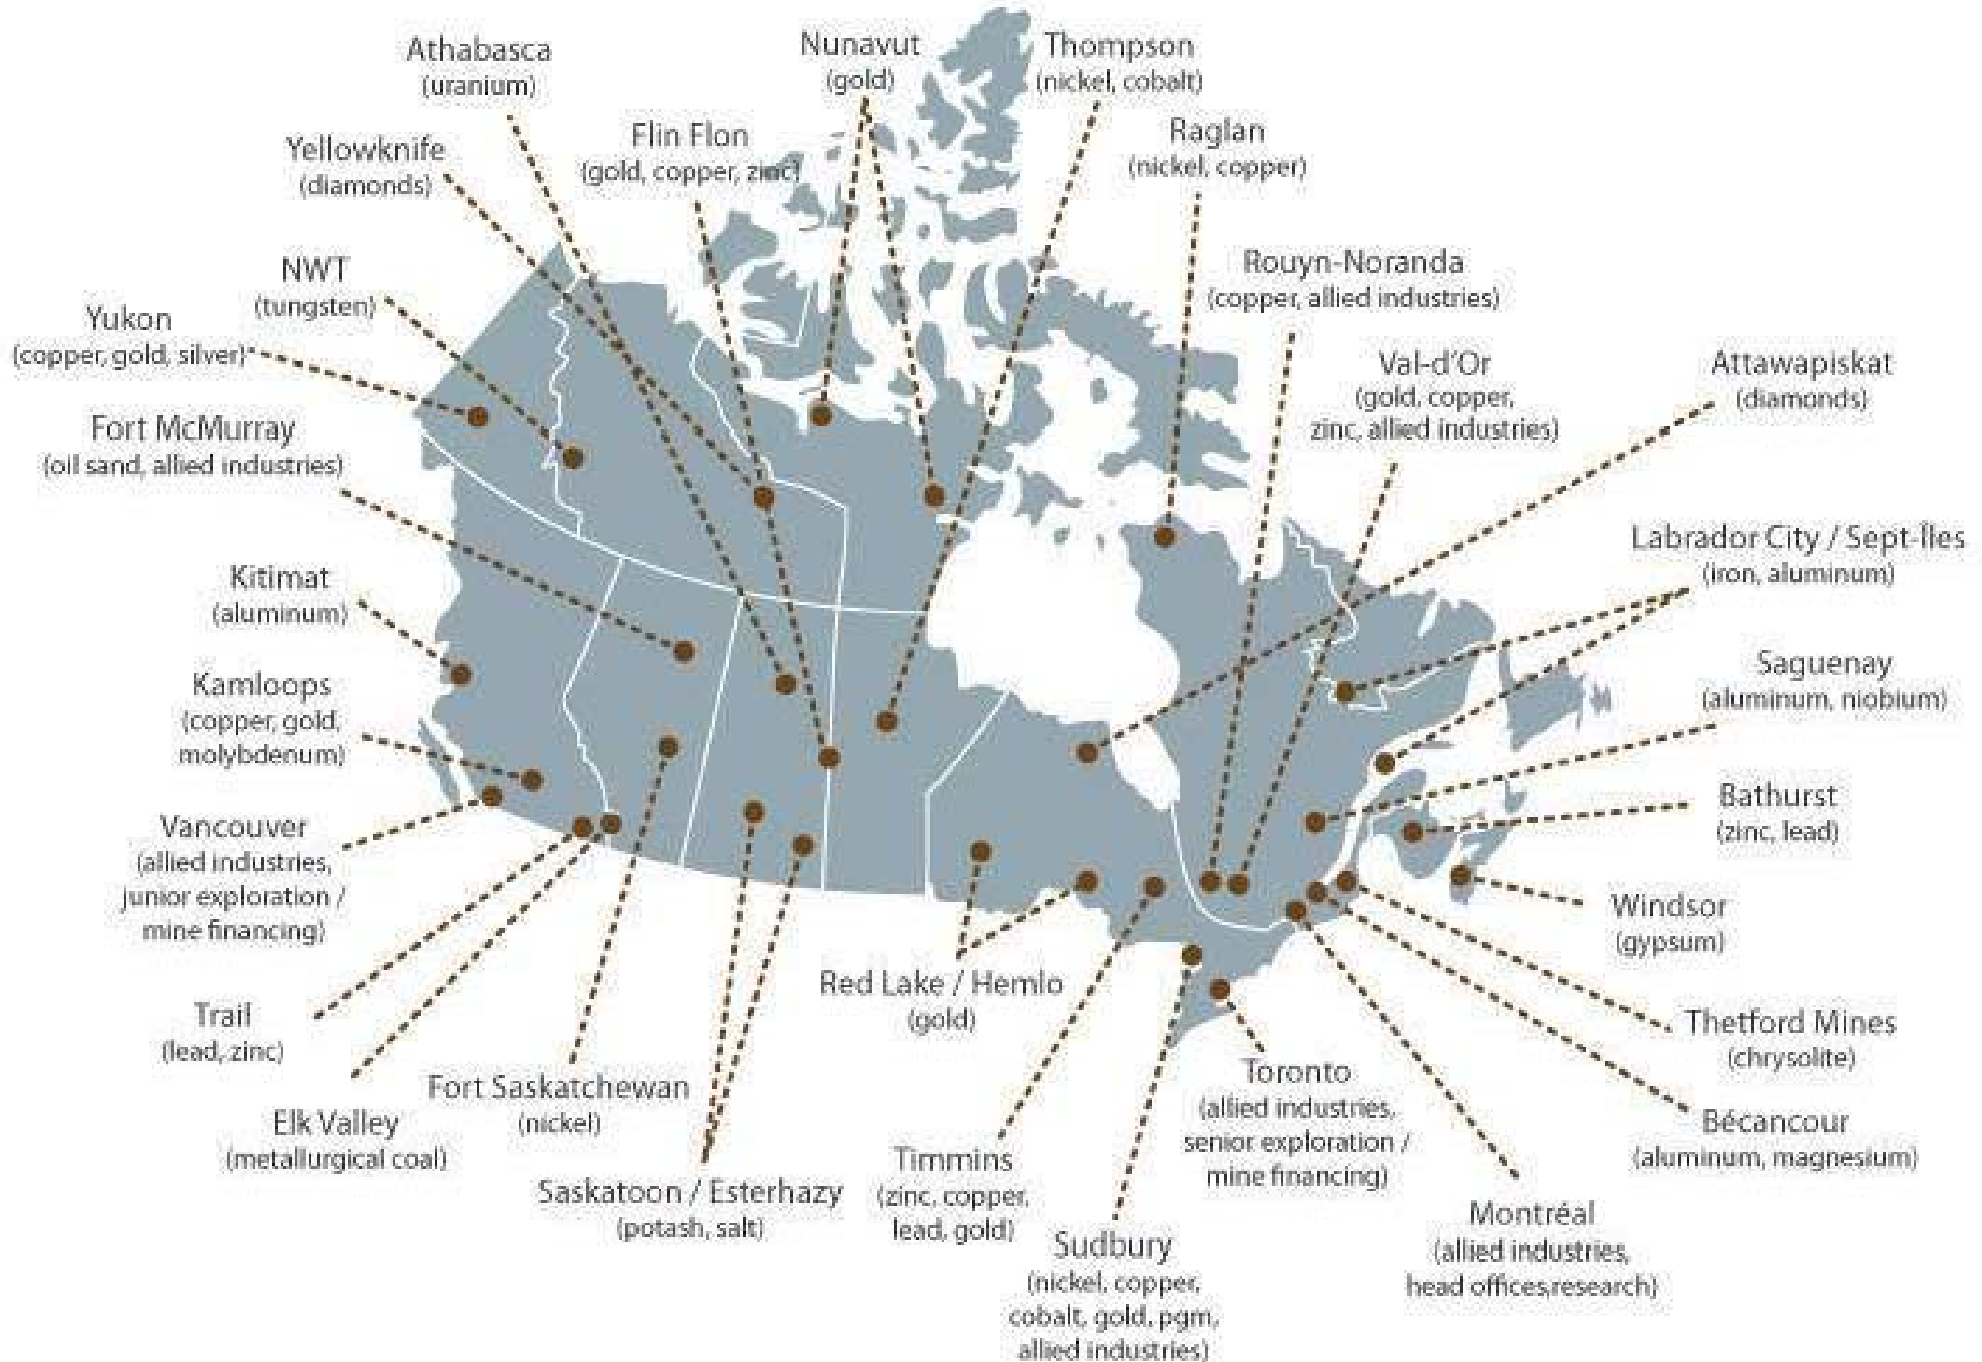 Athabasca
(uranium)
Nunavut
(gold)
Thompson
(nickel, cobalt)
Yellowknife
(diamonds)
Flin Flon
(gold, copper, zinc)
Raglan
(nickel, copper)
NWT
(tungsten)
Rouyn-Noranda
(copper, allied industries)
Yukon
(copper, gold, silver)*
Val-d'Or
(gold, copper,
zinc, allied industries)
Attawapiskat
(diamonds)
Fort McMurray
(oil sand, allied industries)
Labrador City / Sept-Îles
(iron, aluminum)
Kitimat
(aluminum)
Saguenay
(aluminum, niobium)
Kamloops
(copper, gold,
molybdenum)
Bathurst
(zinc, lead)
Vancouver
(allied industries,
junior exploration /
mine financing)
Windsor
(gypsum)
Red Lake / Hemlo
(gold)
Trail
(lead, zinc)
Thetford Mines
(chrysolite)
Elk Valley
(metallurgical coal)
Fort Saskatchewan
(nickel)
Toronto
(allied industries,
senior exploration /
mine financing)
Bécancour
(aluminum, magnesium)
Saskatoon / Esterhazy
(potash, salt)
Timmins
(zinc, copper,
lead, gold)
Montréal
(allied industries,
head offices,research)
Sudbury
(nickel, copper,
cobalt, gold, pgm,
allied industries)